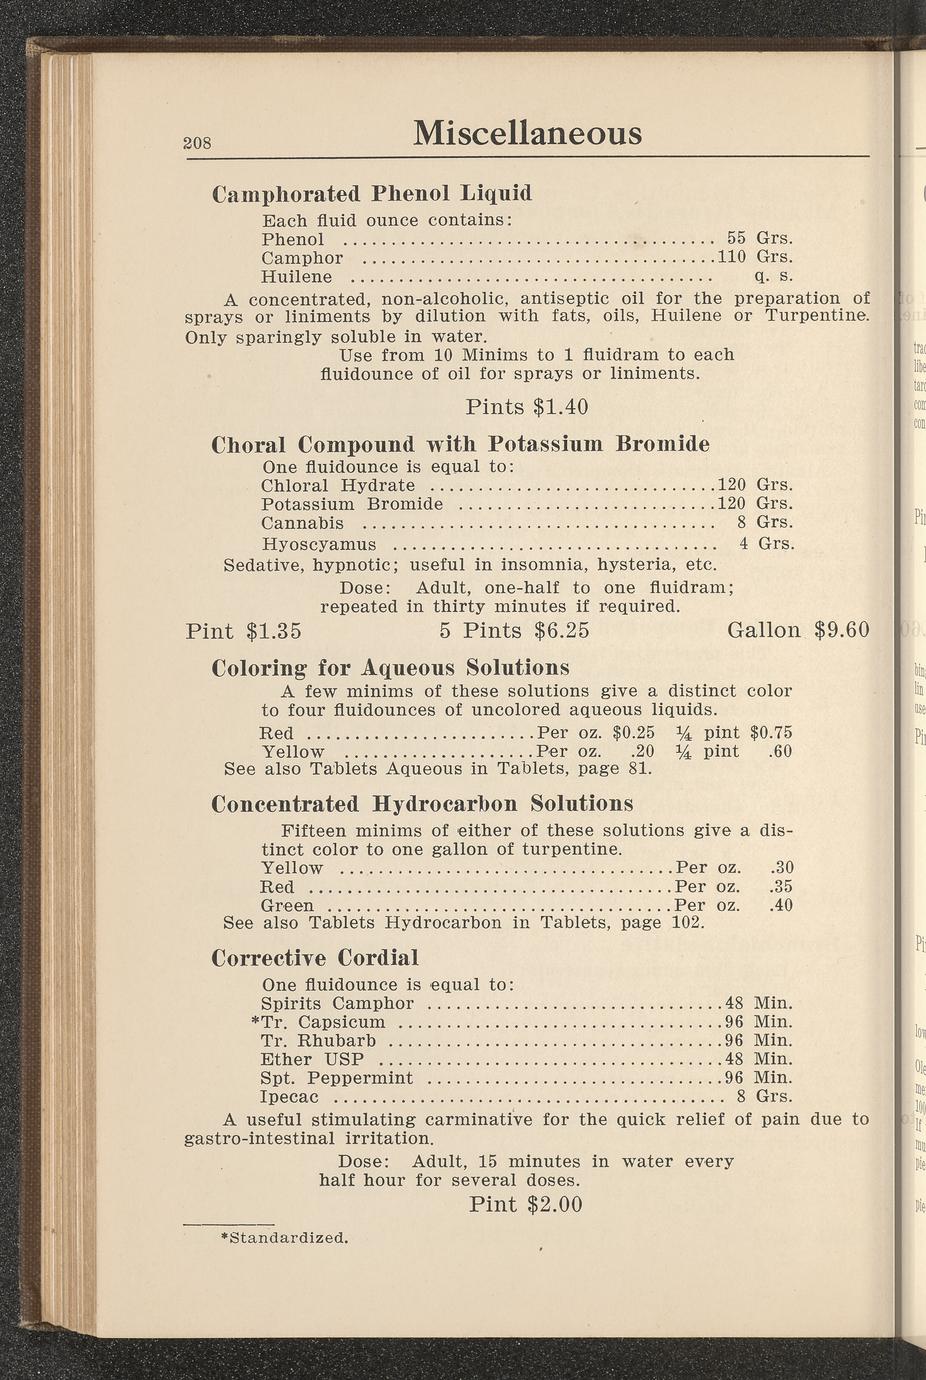 208
Miscellaneous
Camphorated Phenol Liquid
Each fluid ounce contains:
Phenol ........................................ 55 Grs.
Camphor ......................................110 Grs.
Huilene ........................................ q. s.
A concentrated, non-alcoholic, antiseptic oil for the preparation of
sprays or liniments by dilution with fats, oils, Huilene or Turpentine.
Only sparingly soluble in water.
Use from 10 Minims to 1 fluidram to each
fluidounce of oil for sprays or liniments.
Pints $1.40
Choral Compound with Potassium Bromide
One fluidounce is equal to:
Chloral Hydrate ...............................120 Grs.
Potassium Bromide ............................120 Grs.
Cannabis ...................................... 8 Grs.
Hyoscyamus ................................... 4 Grs.
Sedative, hypnotic; useful in insomnia, hysteria, etc.
Dose: Adult, one-half to one fluidram;
repeated in thirty minutes if required.
Pint $1.35 5 Pints $6.25 Gallon $9.60
Coloring for Aqueous Solutions
A few minims of these solutions give a distinct color
to four fluidounces of uncolored aqueous liquids.
Red .........................Per oz. $0.25 ¼ pint $0.75
Yellow .....................Per oz. .20 ¼ pint .60
See also Tablets Aqueous in Tablets, page 81.
Concentrated Hydrocarbon Solutions
Fifteen minims of either of these solutions give a dis-
tinct color to one gallon of turpentine.
Yellow ....................................Per oz. .30
Red .......................................Per oz. .35
Green .....................................Per oz. .40
See also Tablets Hydrocarbon in Tablets, page 102.
Corrective Cordial
One fluidounce is equal to:
Spirits Camphor ................................48 Min.
*Tr. Capsicum ...................................96 Min.
Tr. Rhubarb ....................................96 Min.
Ether USP .....................................48 Min.
Spt. Peppermint ................................96 Min.
Ipecac .......................................... 8 Grs.
A useful stimulating carminative for the quick relief of pain due to
gastro-intestinal irritation.
Dose: Adult, 15 minutes in water every
half hour for several doses.
Pint $2.00
*Standardized.